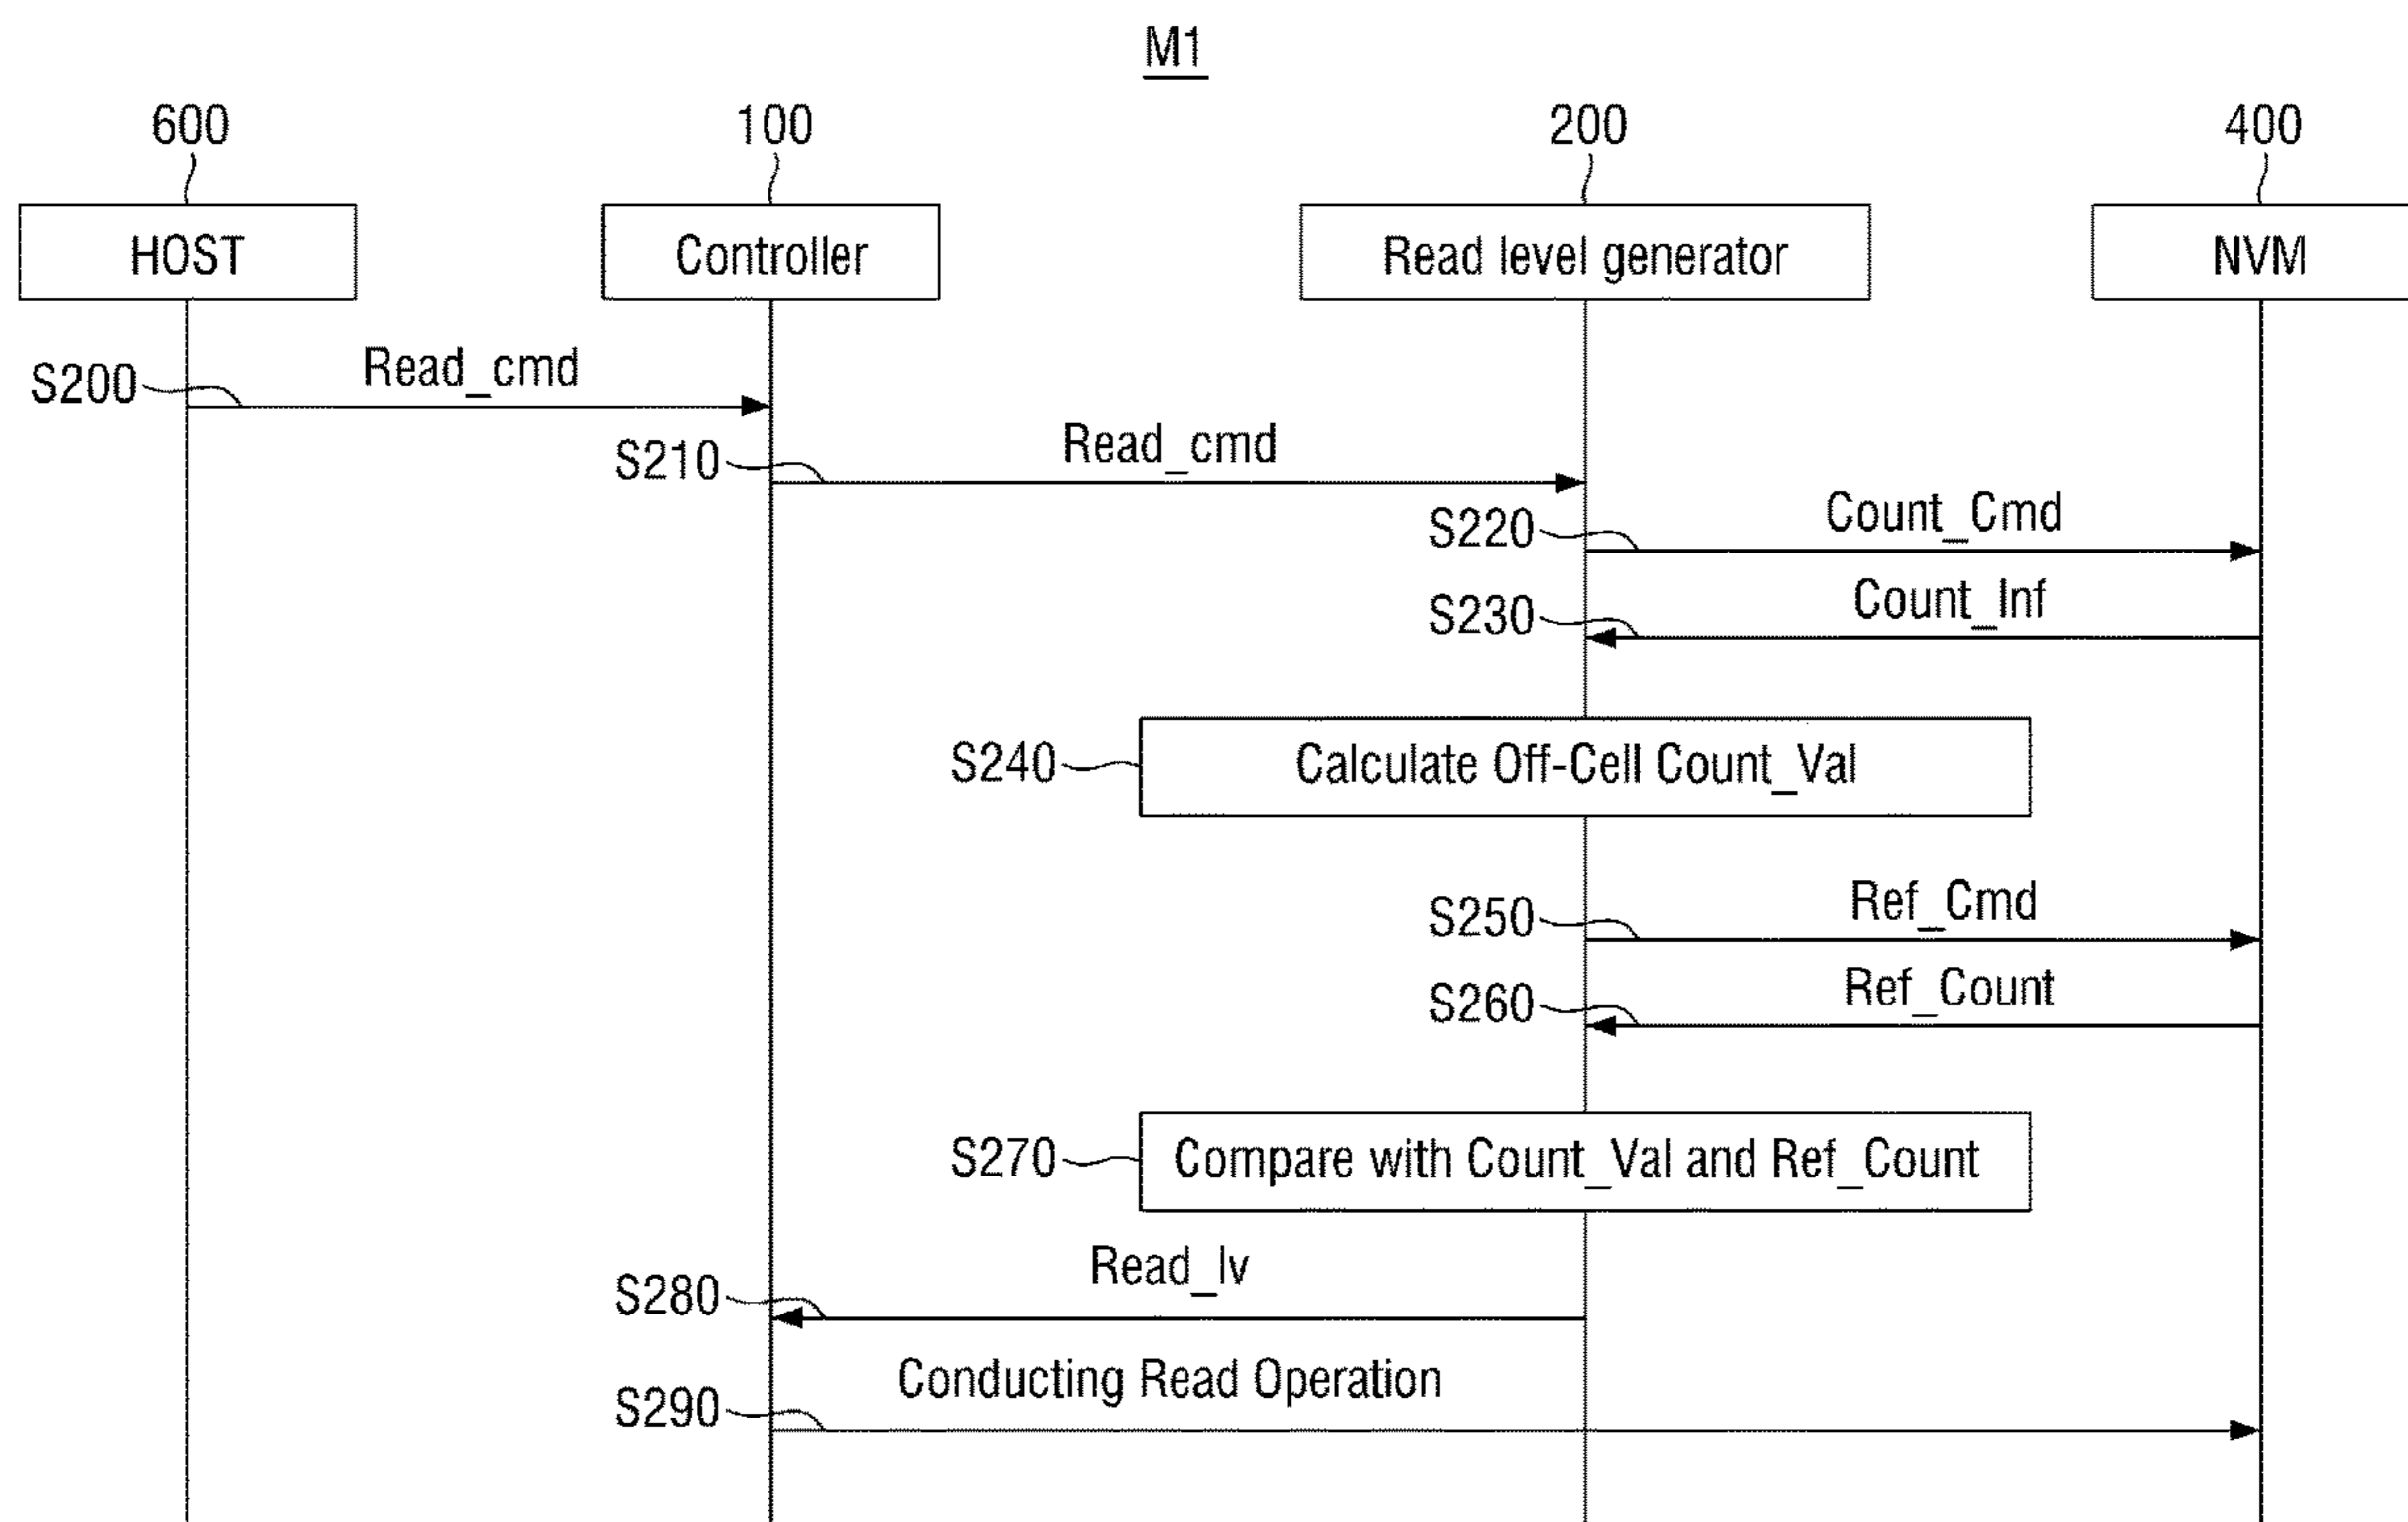 M1
600 100 200 400
HOST Controller Read level generator NVM
S200 Read_cmd
S210 Read_cmd
S220 Count_Cmd
S230 Count_Inf
S240 Calculate Off-Cell Count_Val
S250 Ref_Cmd
S260 Ref_Count
S270 Compare with Count_Val and Ref_Count
S280 Read_lv
S290 Conducting Read Operation